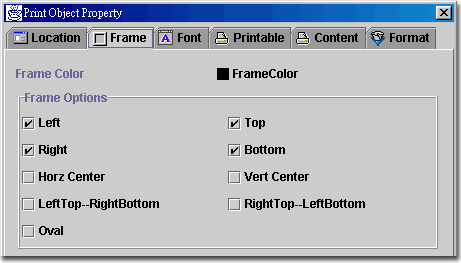 Print Object Property
Location Frame Font Printable Content Format
Frame Color FrameColor
Frame Options
Left Top
Right Bottom
Horz Center Vert Center
LeftTop--RightBottom RightTop--LeftBottom
Oval